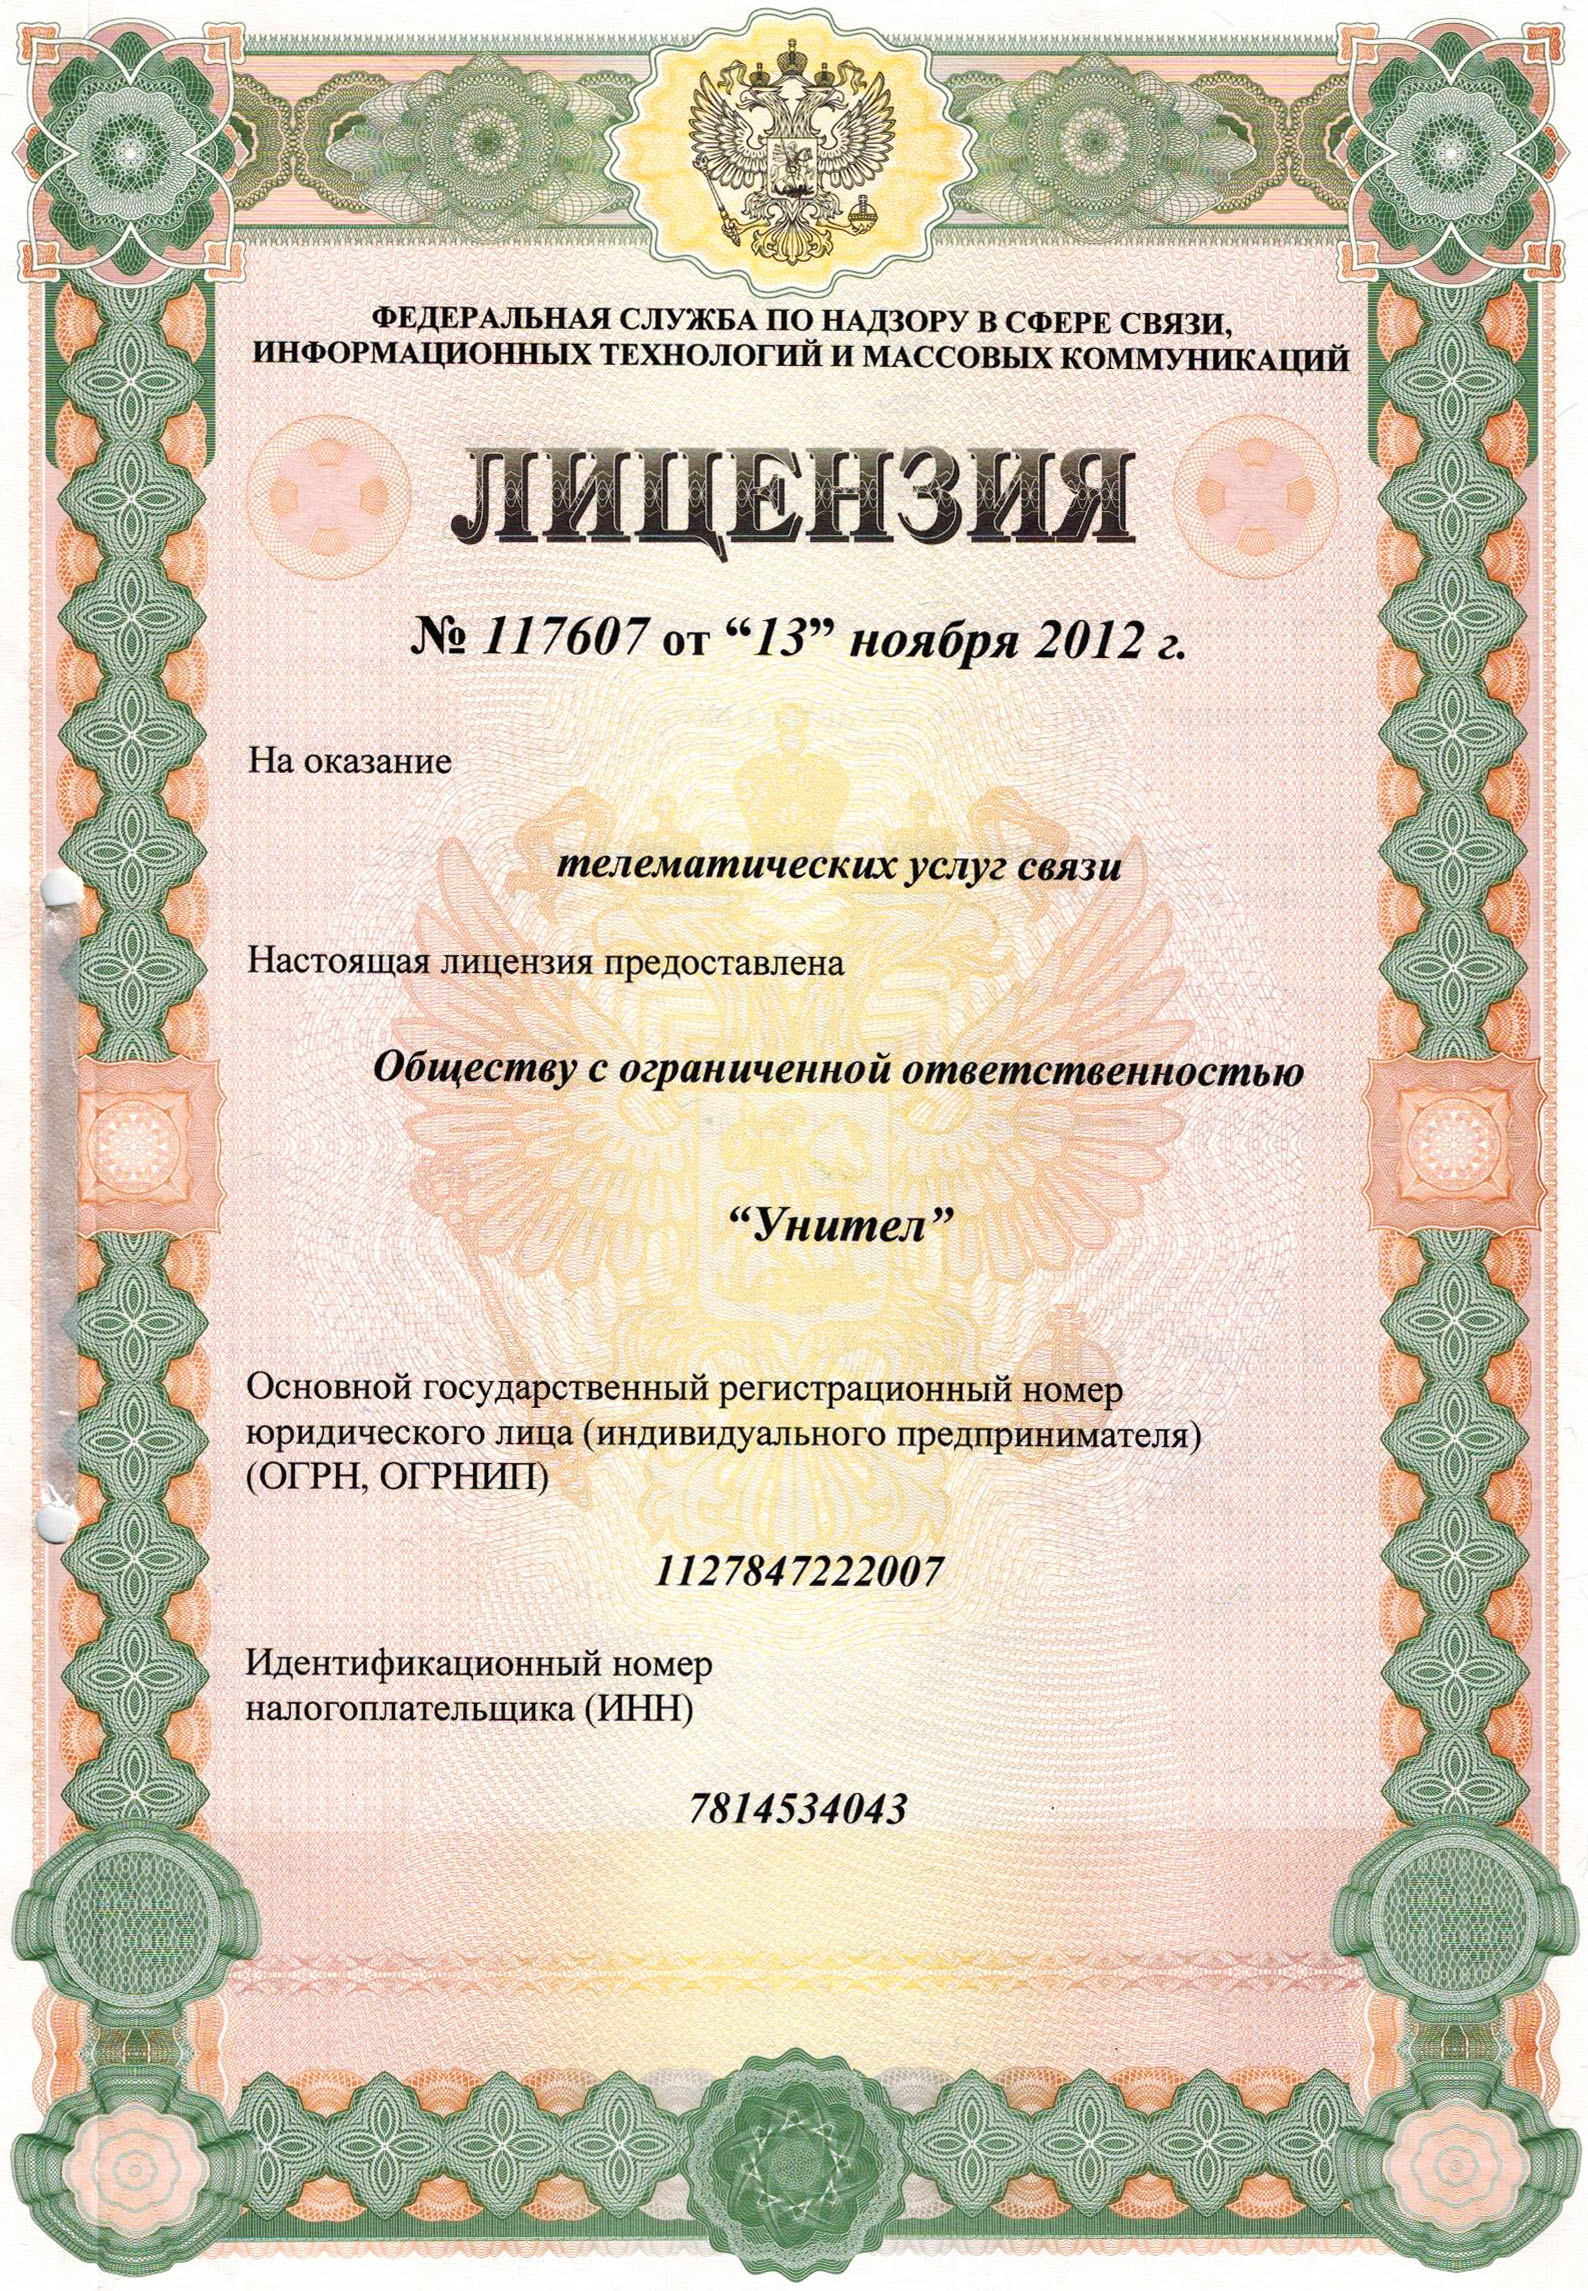 ФЕДЕРАЛЬНАЯ СЛУЖБА ПО НАДЗОРУ В СФЕРЕ СВЯЗИ,
ИНФОРМАЦИОННЫХ ТЕХНОЛОГИЙ И МАССОВЫХ КОММУНИКАЦИЙ
ЛИЦЕНЗИЯ
№ 117607 от “13” ноября 2012 г.
На оказание
телематических услуг связи
Настоящая лицензия предоставлена
Обществу с ограниченной ответственностью
“Унител”
Основной государственный регистрационный номер
юридического лица (индивидуального предпринимателя)
(ОГРН, ОГРНИП)
1127847222007
Идентификационный номер
налогоплательщика (ИНН)
7814534043